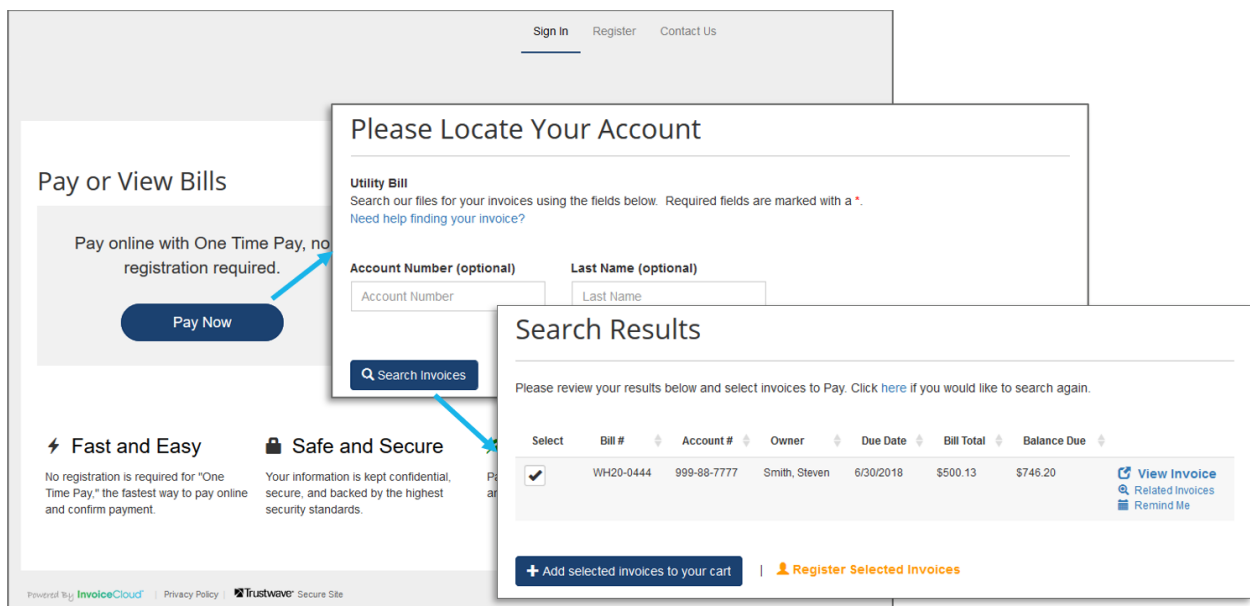 Sign In Register Contact Us
Pay or View Bills
Pay online with One Time Pay, no
registration required.
Pay Now
Fast and Easy
No registration is required for "One
Time Pay," the fastest way to pay online
and confirm payment.
Safe and Secure
Your information is kept confidential,
secure, and backed by the highest
security standards.
Powered By InvoiceCloud | Privacy Policy | Trustwave Secure Site
Please Locate Your Account
Utility Bill
Search our files for your invoices using the fields below. Required fields are marked with a *.
Need help finding your invoice?
Account Number (optional) Last Name (optional)
Account Number Last Name
Search Invoices
Search Results
Please review your results below and select invoices to Pay. Click here if you would like to search again.
Select Bill # Account # Owner Due Date Bill Total Balance Due
WH20-0444 999-88-7777 Smith, Steven 6/30/2018 $500.13 $746.20 View Invoice
Related Invoices
Remind Me
+ Add selected invoices to your cart | Register Selected Invoices